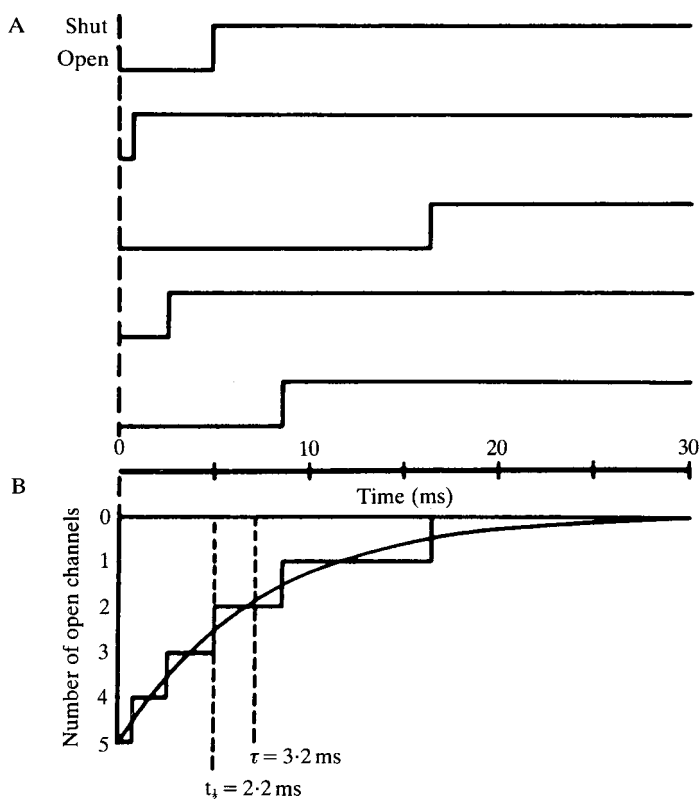 A
Shut
Open
0 10 20 30
Time (ms)
B
Number of open channels
0
1
2
3
4
5
τ = 3·2 ms
t½ = 2·2 ms